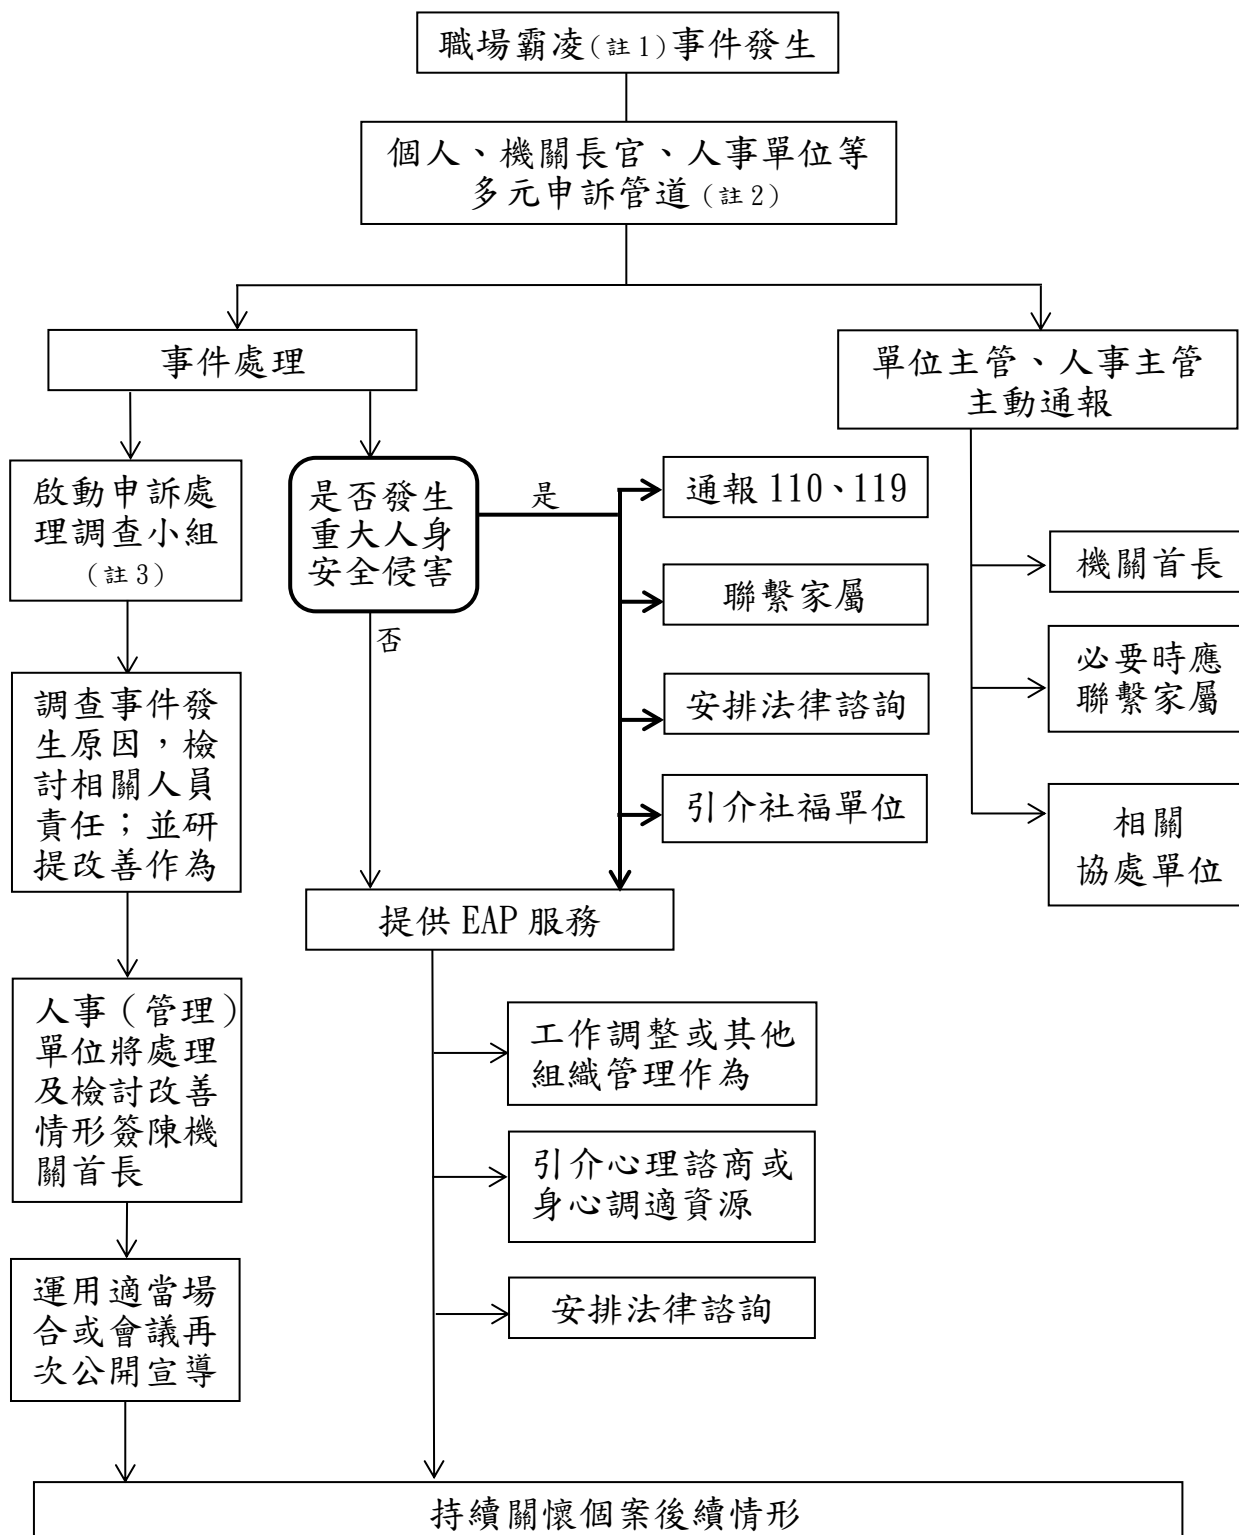 職場霸凌(註1)事件發生
個人、機關長官、人事單位等
多元申訴管道(註2)
事件處理
單位主管、人事主管
主動通報
啟動申訴處
理調查小組
(註3)
是否發生
重大人身
安全侵害
是
否
通報110、119
聯繫家屬
安排法律諮詢
引介社福單位
機關首長
必要時應
聯繫家屬
相關
協處單位
調查事件發
生原因，檢
討相關人員
責任；並研
提改善作為
提供EAP服務
人事（管理）
單位將處理
及檢討改善
情形簽陳機
關首長
工作調整或其他
組織管理作為
引介心理諮商或
身心調適資源
安排法律諮詢
運用適當場
合或會議再
次公開宣導
持續關懷個案後續情形